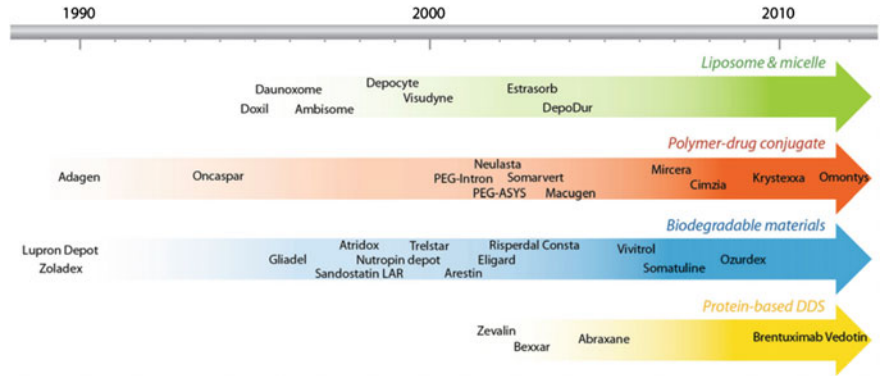 1990 2000 2010
Liposome & micelle
Depocyte
Daunoxome Visudyne Estrasorb
Doxil Ambisome DepoDur
Polymer-drug conjugate
Neulasta
Mircera
Adagen Oncaspar PEG-Intron Somarvert Cimzia Krystexxa Omontys
PEG-ASYS Macugen
Biodegradable materials
Lupron Depot Atridox Trelstar Risperdal Consta Vivitrol
Gliadel Nutropin depot Eligard Ozurdex
Zoladex Sandostatin LAR Arestin Somatuline
Protein-based DDS
Zevalin Abraxane Brentuximab Vedotin
Bexxar